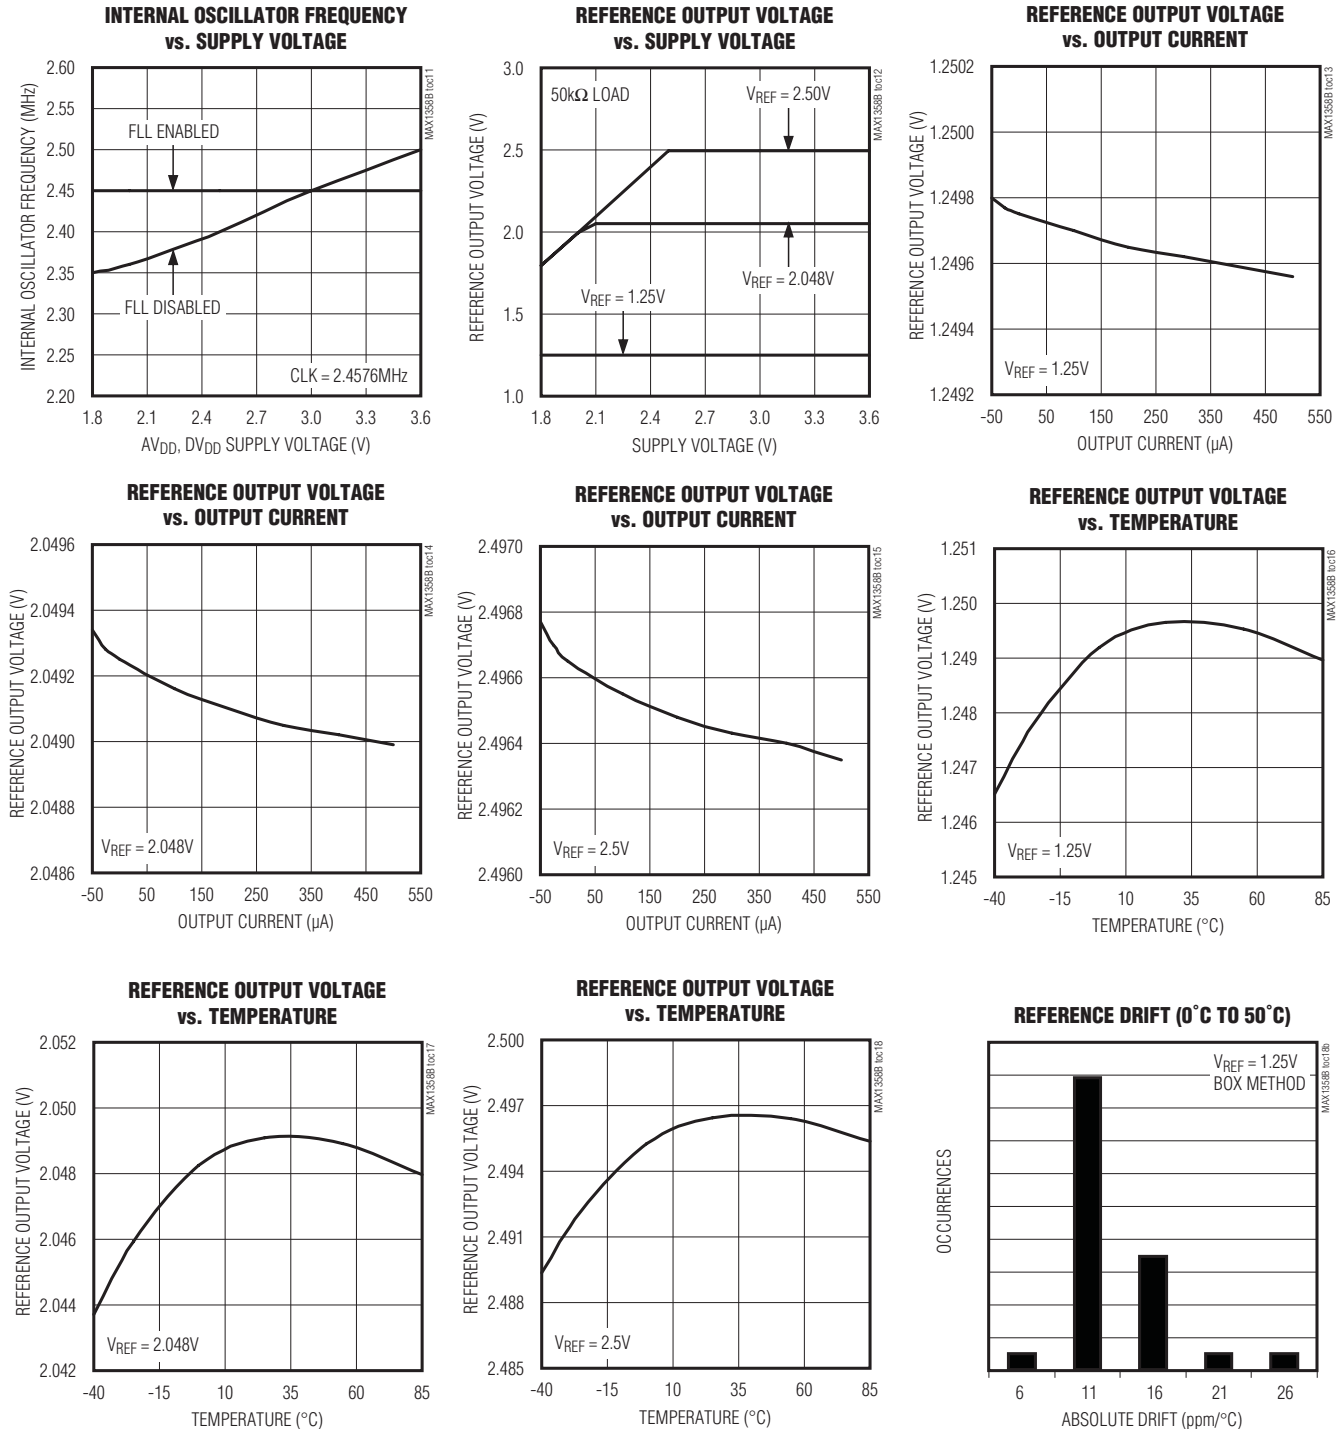 INTERNAL OSCILLATOR FREQUENCY
vs. SUPPLY VOLTAGE
INTERNAL OSCILLATOR FREQUENCY (MHz)
2.60
2.55
2.50
2.45
2.40
2.35
2.30
2.25
2.20
FLL ENABLED
FLL DISABLED
CLK = 2.4576MHz
MAX1358B toc11
1.8 2.1 2.4 2.7 3.0 3.3 3.6
AVDD, DVDD SUPPLY VOLTAGE (V)
REFERENCE OUTPUT VOLTAGE
vs. SUPPLY VOLTAGE
REFERENCE OUTPUT VOLTAGE (V)
3.0
2.5
2.0
1.5
1.0
50kΩ LOAD
VREF = 2.50V
VREF = 2.048V
VREF = 1.25V
MAX1358B toc12
1.8 2.1 2.4 2.7 3.0 3.3 3.6
SUPPLY VOLTAGE (V)
REFERENCE OUTPUT VOLTAGE
vs. OUTPUT CURRENT
REFERENCE OUTPUT VOLTAGE (V)
1.2502
1.2500
1.2498
1.2496
1.2494
1.2492
VREF = 1.25V
MAX1358B toc13
-50 50 150 250 350 450 550
OUTPUT CURRENT (µA)
REFERENCE OUTPUT VOLTAGE
vs. OUTPUT CURRENT
REFERENCE OUTPUT VOLTAGE (V)
2.0496
2.0494
2.0492
2.0490
2.0488
2.0486
VREF = 2.048V
MAX1358B toc14
-50 50 150 250 350 450 550
OUTPUT CURRENT (µA)
REFERENCE OUTPUT VOLTAGE
vs. OUTPUT CURRENT
REFERENCE OUTPUT VOLTAGE (V)
2.4970
2.4968
2.4966
2.4964
2.4962
2.4960
VREF = 2.5V
MAX1358B toc15
-50 50 150 250 350 450 550
OUTPUT CURRENT (µA)
REFERENCE OUTPUT VOLTAGE
vs. TEMPERATURE
REFERENCE OUTPUT VOLTAGE (V)
1.251
1.250
1.249
1.248
1.247
1.246
1.245
VREF = 1.25V
MAX1358B toc16
-40 -15 10 35 60 85
TEMPERATURE (°C)
REFERENCE OUTPUT VOLTAGE
vs. TEMPERATURE
REFERENCE OUTPUT VOLTAGE (V)
2.052
2.050
2.048
2.046
2.044
2.042
VREF = 2.048V
MAX1358B toc17
-40 -15 10 35 60 85
TEMPERATURE (°C)
REFERENCE OUTPUT VOLTAGE
vs. TEMPERATURE
REFERENCE OUTPUT VOLTAGE (V)
2.500
2.497
2.494
2.491
2.488
2.485
VREF = 2.5V
MAX1358B toc18
-40 -15 10 35 60 85
TEMPERATURE (°C)
REFERENCE DRIFT (0°C TO 50°C)
OCCURRENCES
VREF = 1.25V
BOX METHOD
MAX1358B toc18b
6 11 16 21 26
ABSOLUTE DRIFT (ppm/°C)